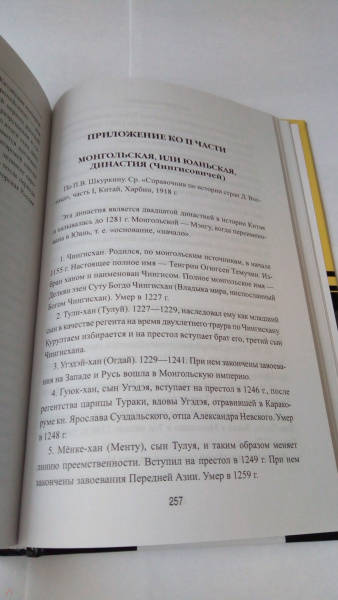 ПРИЛОЖЕНИЕ КО II ЧАСТИ
МОНГОЛЬСКАЯ, ИЛИ ЮАНЬСКАЯ,
ДИНАСТИЯ (Чингисовичей)
По П.В. Шкуркину. Ср. «Справочник по истории стран Д. Вос-
тока», часть I, Китай, Харбин, 1918 г.
Эта династия является двадцатой династией в истории Китая
и называлась до 1281 г. Монгольской — Мэнгу, когда переимено-
вана в Юань, т. е. «основание, «начало».
1. Чингисхан. Родился, по монгольским источникам, в начале
1155 г. Настоящее полное имя — Тенгрин Огюгсен Темучин. Из-
бран ханом и наименован Чингисом. Полное монгольское имя —
Делкян эзен Суту Богдо Чингисхан (Владыка мира, ниспосланный
Богом Чингисхан). Умер в 1227 г.
2. Тули-хан (Тулуй). 1227—1229, наследовал ему как младший
сын в качестве регента на время двухлетнего траура по Чингисхану.
Курултаем избирается и на престол вступает брат его, третий сын
Чингисхана.
3. Угэдэй-хан (Огдай). 1229—1241. При нем закончены завоева-
ния на Западе и Русь вошла в Монгольскую империю.
4. Гуюк-хан, сын Угэдэя, вступает на престол в 1246 г., после
регентства царицы Тураки, вдовы Угэдэя, отравившей в Карако-
руме кн. Ярослава Суздальского, отца Александра Невского. Умер
в 1248 г.
5. Мёнке-хан (Менту), сын Тулуя, и таким образом меняет
линию преемственности. Вступил на престол в 1249 г. При нем
закончены завоевания Передней Азии. Умер в 1259 г.
257